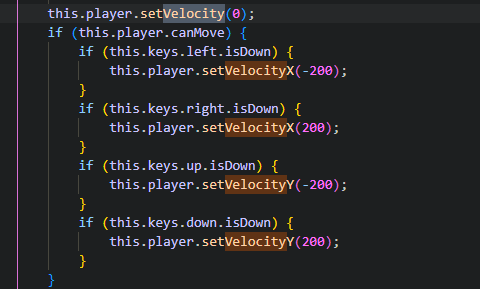 this.player.setVelocity(0);
if (this.player.canMove) {
if (this.keys.left.isDown) {
this.player.setVelocityX(-200);
}
if (this.keys.right.isDown) {
this.player.setVelocityX(200);
}
if (this.keys.up.isDown) {
this.player.setVelocityY(-200);
}
if (this.keys.down.isDown) {
this.player.setVelocityY(200);
}
}